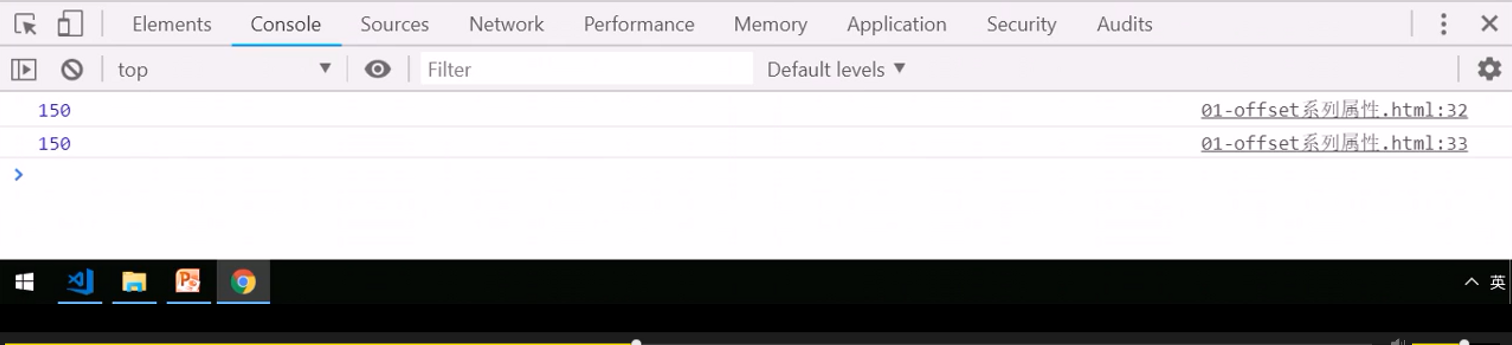 Elements Console Sources Network Performance Memory Application Security Audits
top Filter Default levels
150 01-offset系列属性.html:32
150 01-offset系列属性.html:33
英